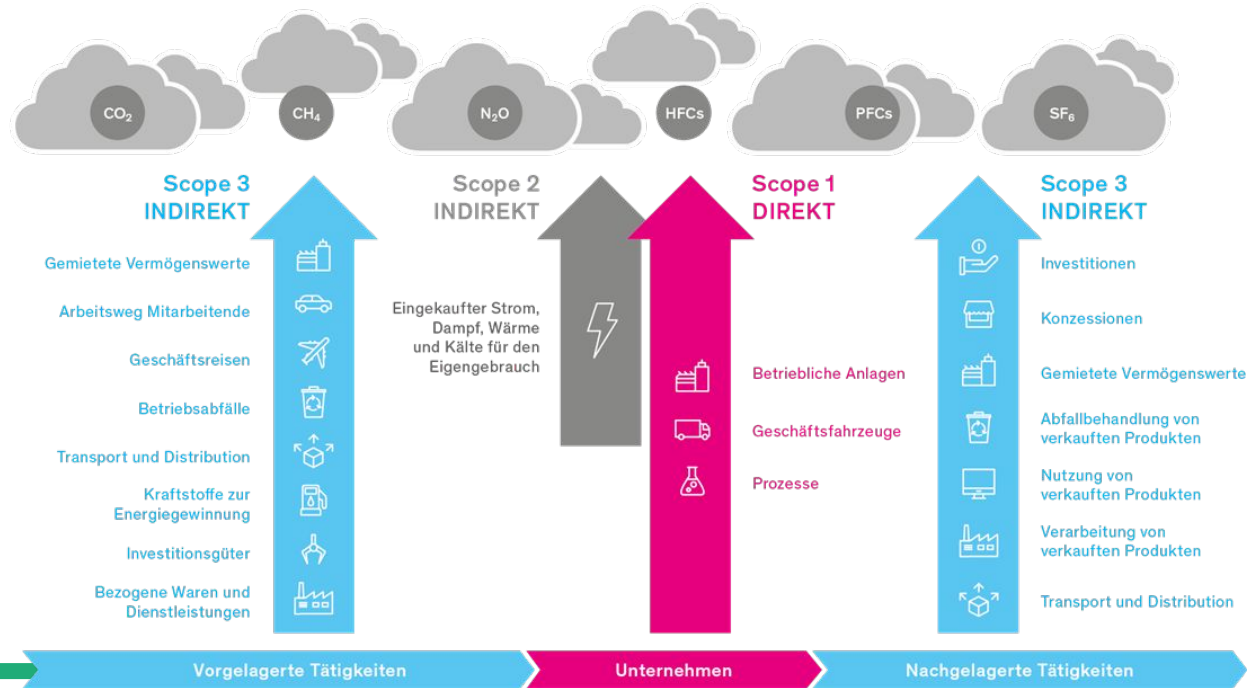 CO₂
CH₄
N₂O
HFCs
PFCs
SF₆
Scope 3
INDIREKT
Gemietete Vermögenswerte
Arbeitsweg Mitarbeitende
Geschäftsreisen
Betriebsabfälle
Transport und Distribution
Kraftstoffe zur
Energiegewinnung
Investitionsgüter
Bezogene Waren und
Dienstleistungen
Scope 2
INDIREKT
Eingekaufter Strom,
Dampf, Wärme
und Kälte für den
Eigengebrauch
Scope 1
DIREKT
Betriebliche Anlagen
Geschäftsfahrzeuge
Prozesse
Scope 3
INDIREKT
Investitionen
Konzessionen
Gemietete Vermögenswerte
Abfallbehandlung von
verkauften Produkten
Nutzung von
verkauften Produkten
Verarbeitung von
verkauften Produkten
Transport und Distribution
Vorgelagerte Tätigkeiten
Unternehmen
Nachgelagerte Tätigkeiten